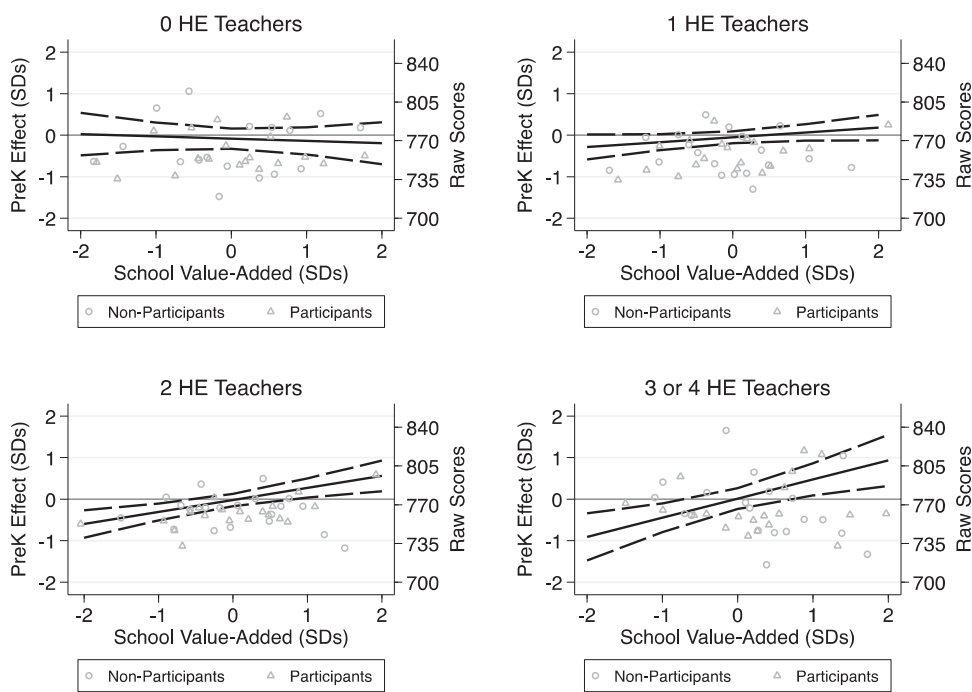 0 HE Teachers
PreK Effect (SDs)
2
1
0
-1
-2
840
805
770
735
700
Raw Scores
-2 -1 0 1 2
School Value-Added (SDs)
Non-Participants Participants
1 HE Teachers
PreK Effect (SDs)
2
1
0
-1
-2
840
805
770
735
700
Raw Scores
-2 -1 0 1 2
School Value-Added (SDs)
Non-Participants Participants
2 HE Teachers
PreK Effect (SDs)
2
1
0
-1
-2
840
805
770
735
700
Raw Scores
-2 -1 0 1 2
School Value-Added (SDs)
Non-Participants Participants
3 or 4 HE Teachers
PreK Effect (SDs)
2
1
0
-1
-2
840
805
770
735
700
Raw Scores
-2 -1 0 1 2
School Value-Added (SDs)
Non-Participants Participants